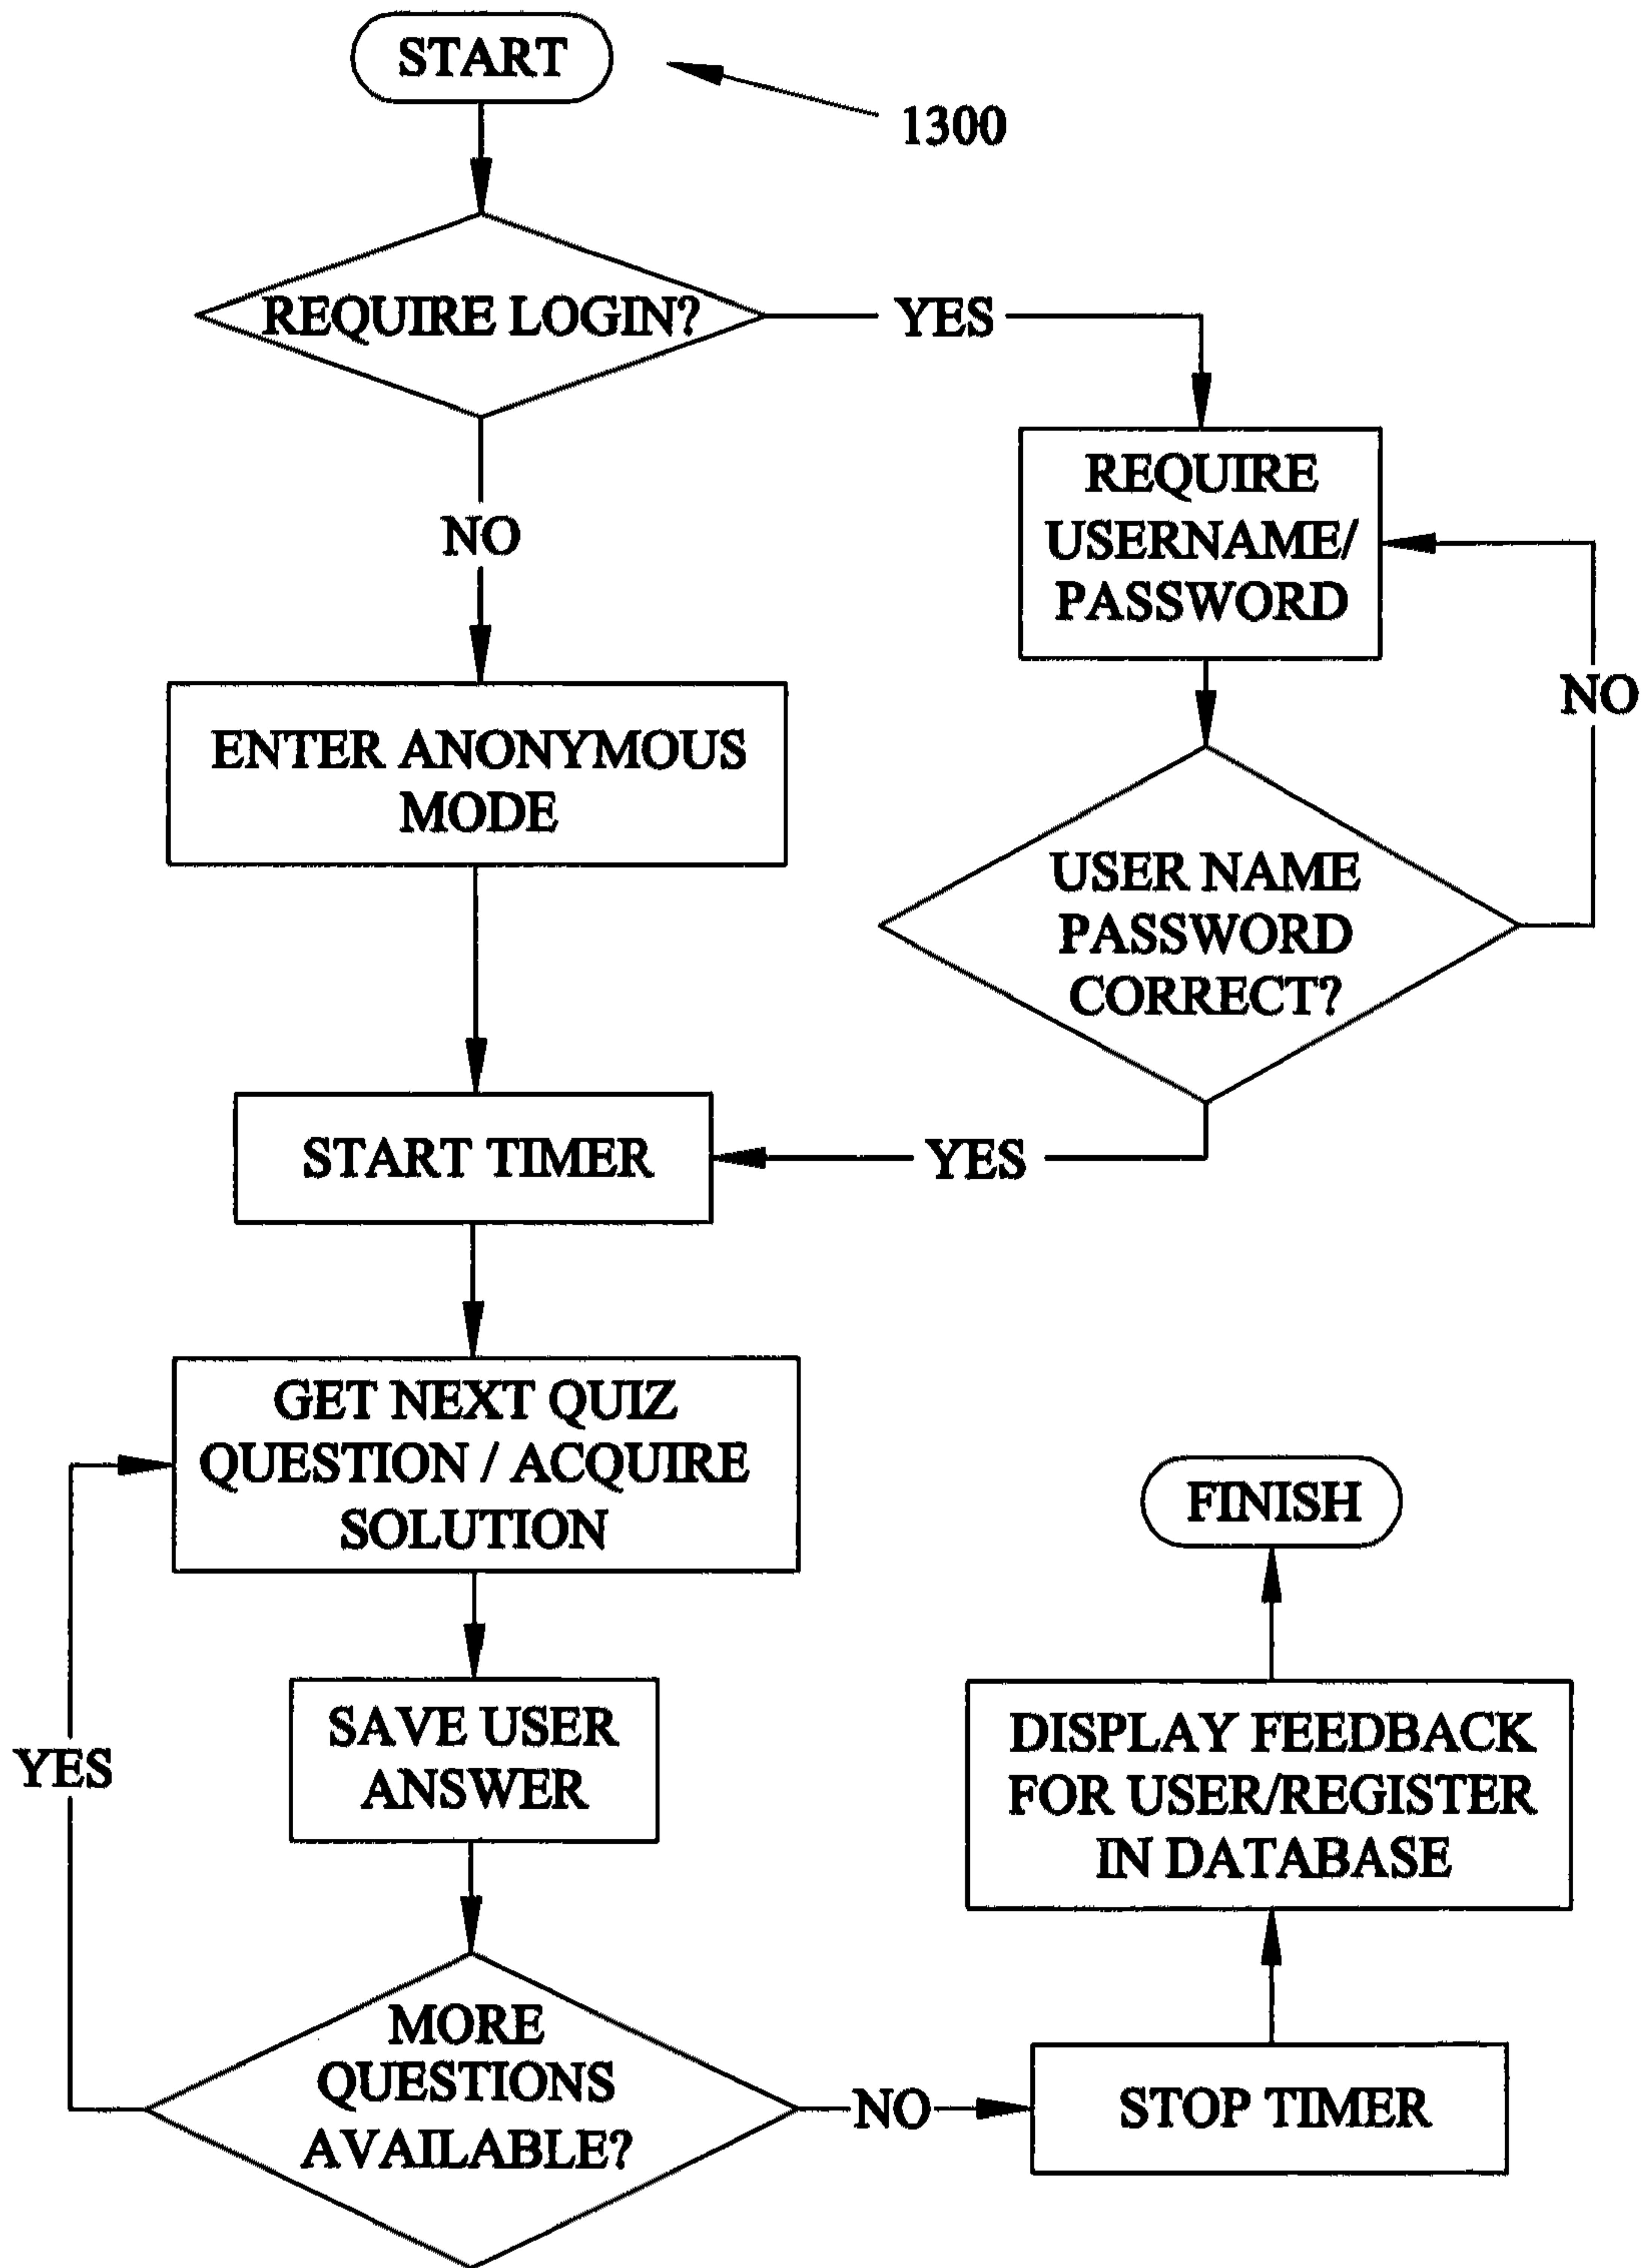 START
1300
REQUIRE LOGIN?
YES
NO
REQUIRE
USERNAME/
PASSWORD
NO
ENTER ANONYMOUS
MODE
USER NAME
PASSWORD
CORRECT?
START TIMER
YES
GET NEXT QUIZ
QUESTION / ACQUIRE
SOLUTION
YES
SAVE USER
ANSWER
MORE
QUESTIONS
AVAILABLE?
NO
STOP TIMER
DISPLAY FEEDBACK
FOR USER/REGISTER
IN DATABASE
FINISH